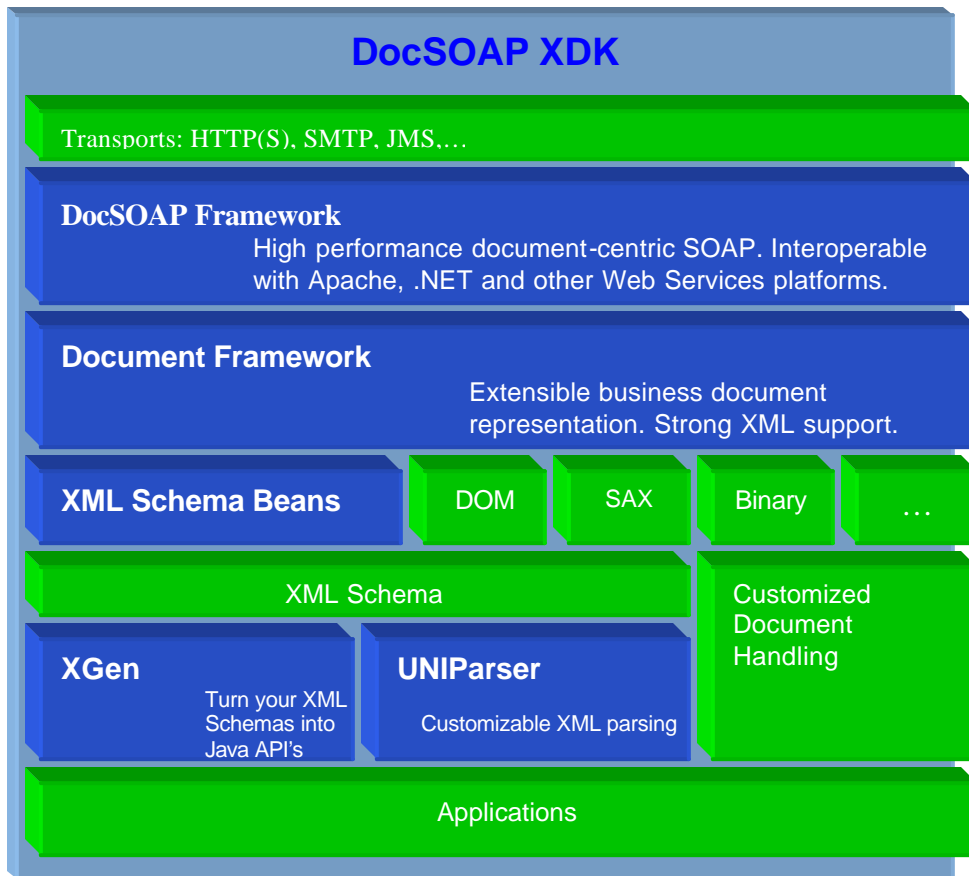 DocSOAP XDK
Transports: HTTP(S), SMTP, JMS,…
DocSOAP Framework
High performance document-centric SOAP. Interoperable
with Apache, .NET and other Web Services platforms.
Document Framework
Extensible business document
representation. Strong XML support.
XML Schema Beans
DOM
SAX
Binary
…
XML Schema
Customized
Document
Handling
XGen
Turn your XML
Schemas into
Java API's
UNIParser
Customizable XML parsing
Applications